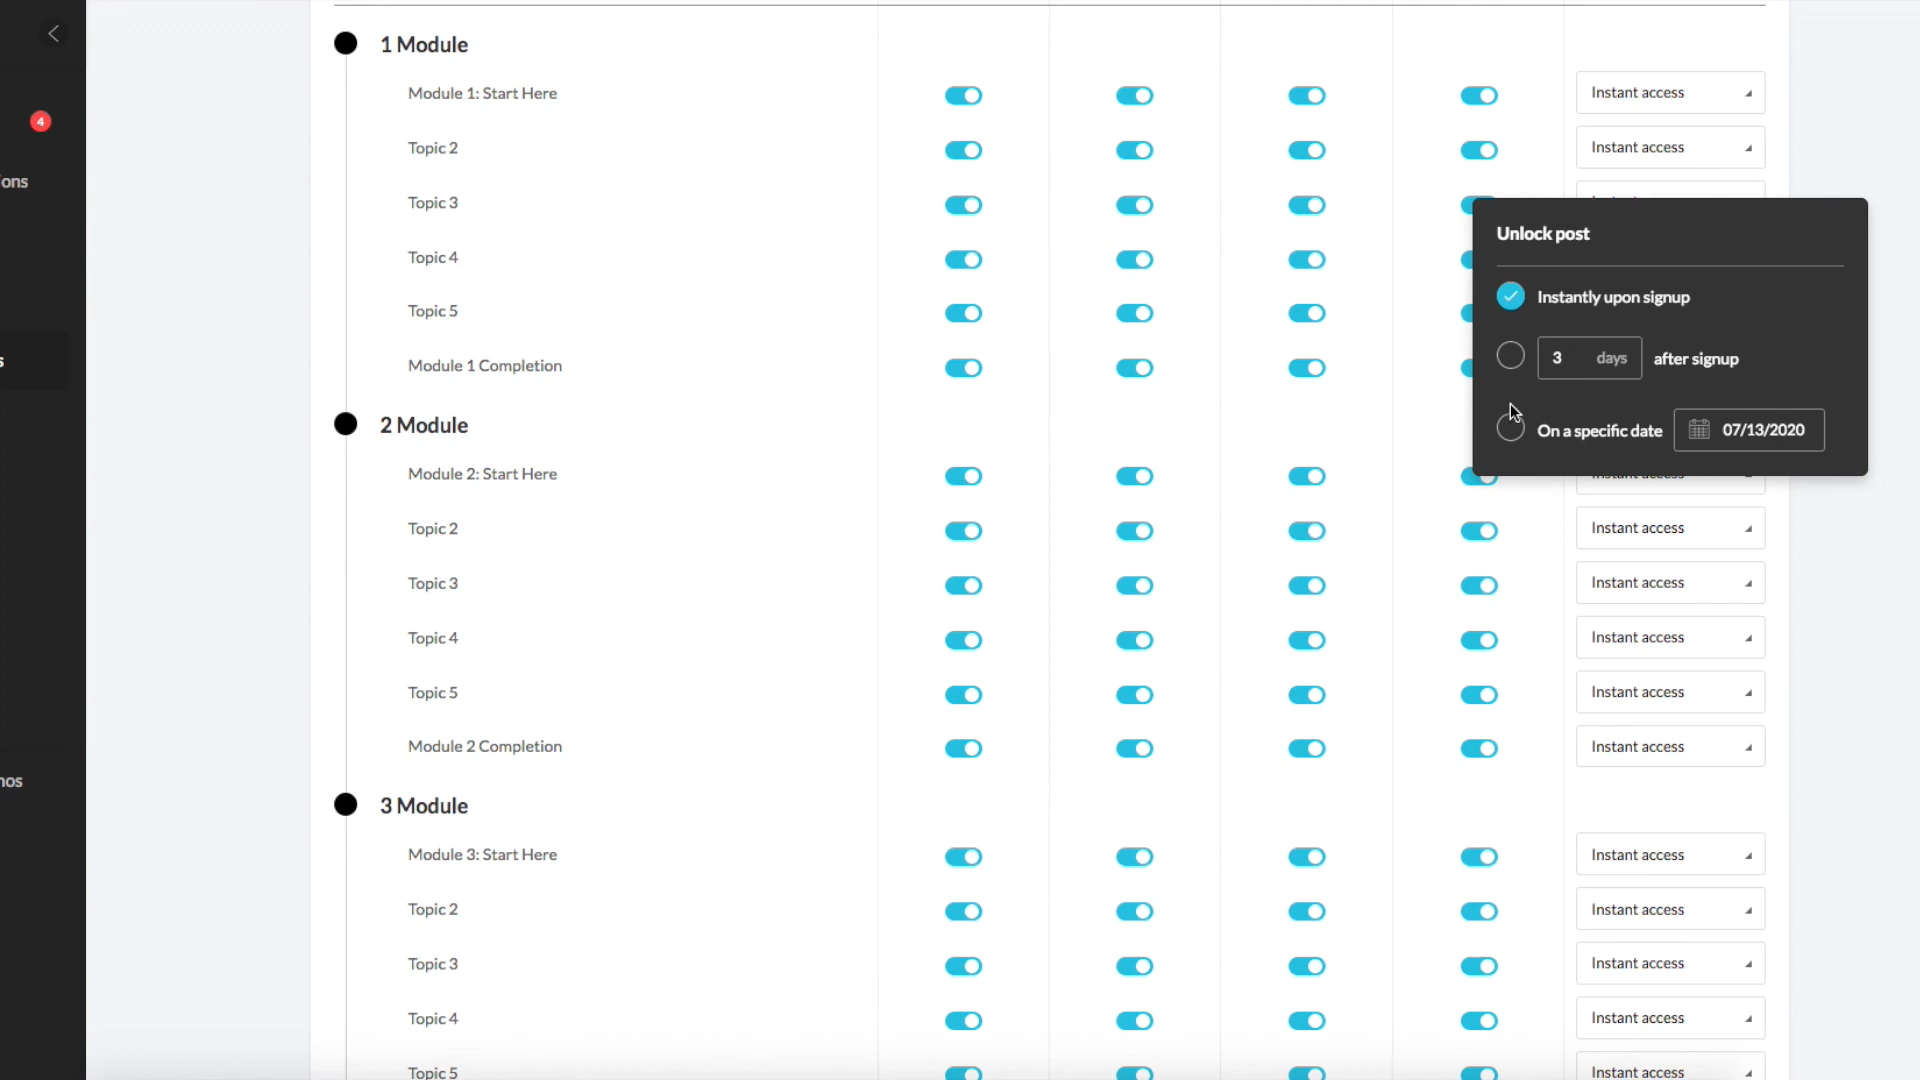 1 Module
Module 1: Start Here
Instant access
4
Topic 2
Instant access
ons
Topic 3
Unlock post
Topic 4
Instantly upon signup
Topic 5
3 days after signup
s
Module 1 Completion
2 Module
On a specific date 07/13/2020
Module 2: Start Here
Topic 2
Instant access
Topic 3
Instant access
Topic 4
Instant access
Topic 5
Instant access
Module 2 Completion
Instant access
nos
3 Module
Module 3: Start Here
Instant access
Topic 2
Instant access
Topic 3
Instant access
Topic 4
Instant access
Topic 5
Instant access